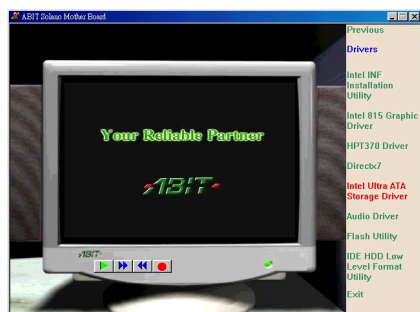 ABIT Solano Mother Board
Your Reliable Partner
ABIT
ABIT
Previous
Drivers
Intel INF
Installation
Utility
Intel 815 Graphic
Driver
HPT370 Driver
Directx7
Intel Ultra ATA
Storage Driver
Audio Driver
Flash Utility
IDE HDD Low
Level Format
Utility
Exit